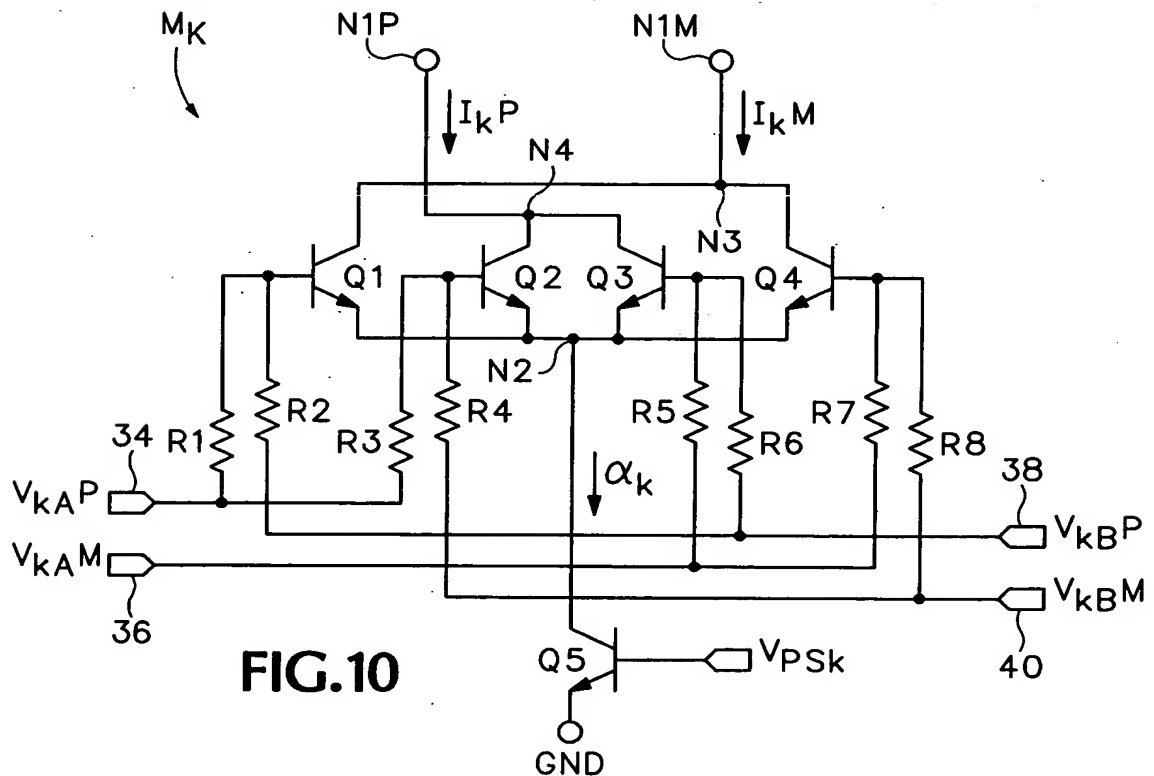 M_K
N1P
N1M
I_kP
I_kM
N4
N3
Q1
Q2
Q3
Q4
N2
R1
R2
R3
R4
R5
R6
R7
R8
34
V_kAP
α_k
38
V_kBP
V_kAM
36
V_kBM
40
Q5
V_PSk
FIG.10
GND